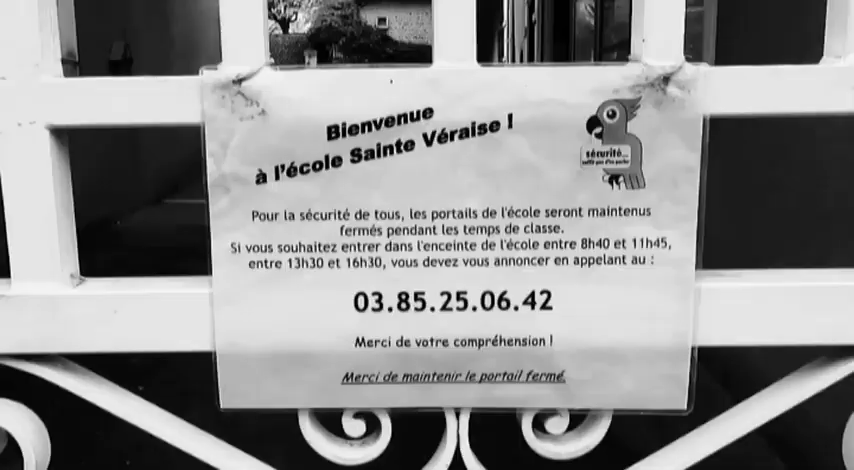 Bienvenue
à l'école Sainte Véraise !
sécurité...
Pour la sécurité de tous, les portails de l'école seront maintenus
fermés pendant les temps de classe.
Si vous souhaitez entrer dans l'enceinte de l'école entre 8h40 et 11h45,
entre 13h30 et 16h30, vous devez vous annoncer en appelant au :
03.85.25.06.42
Merci de votre compréhension !
Merci de maintenir le portail fermé.